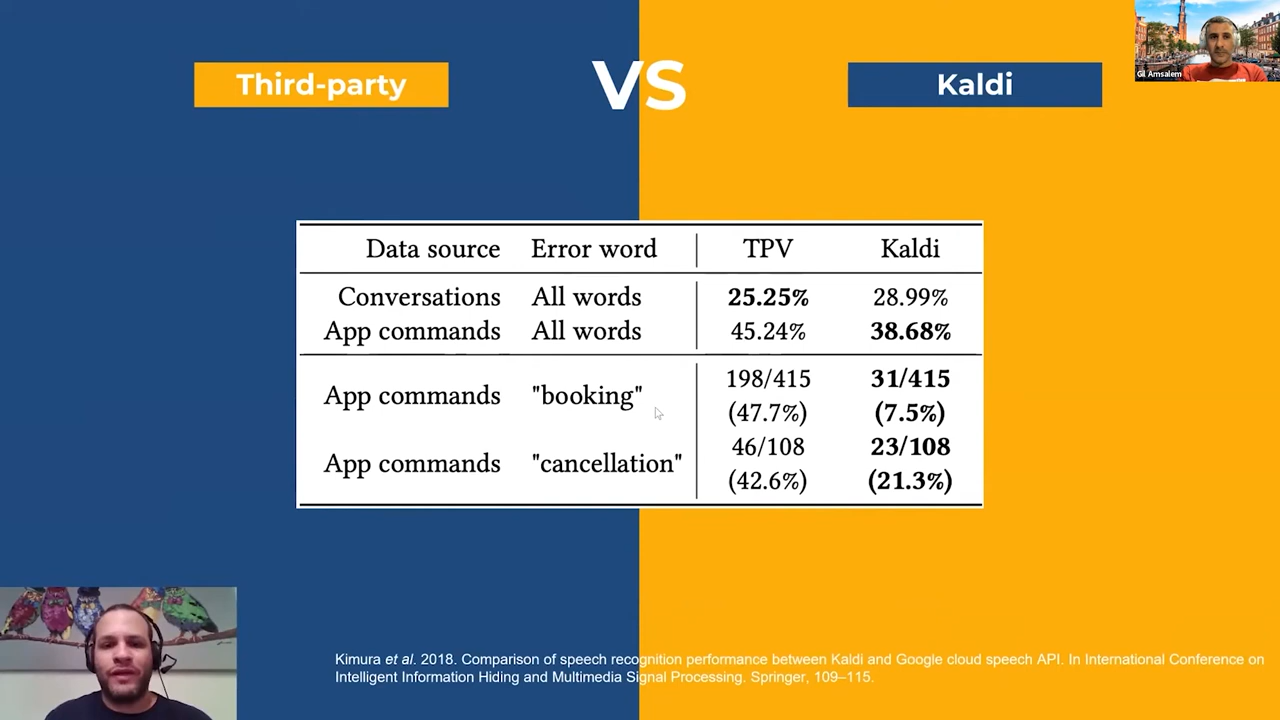 Third-party
VS
Kaldi
Gil Amsalem
Data source Error word TPV Kaldi
Conversations All words 25.25% 28.99%
App commands All words 45.24% 38.68%
App commands "booking" 198/415 31/415
(47.7%) (7.5%)
App commands "cancellation" 46/108 23/108
(42.6%) (21.3%)
Kimura et al. 2018. Comparison of speech recognition performance between Kaldi and Google cloud speech API. In International Conference on
Intelligent Information Hiding and Multimedia Signal Processing. Springer, 109–115.